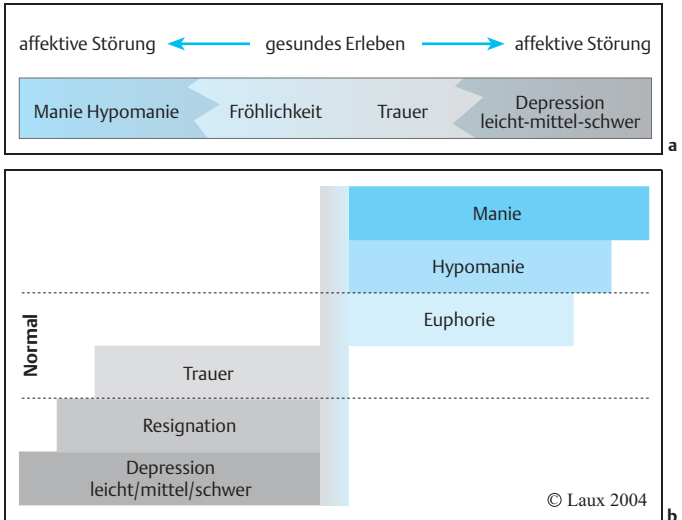 affektive Störung gesundes Erleben affektive Störung
Manie Hypomanie Fröhlichkeit Trauer Depression
leicht-mittel-schwer
a
Manie
Hypomanie
Euphorie
Normal
Trauer
Resignation
Depression
leicht/mittel/schwer
© Laux 2004
b